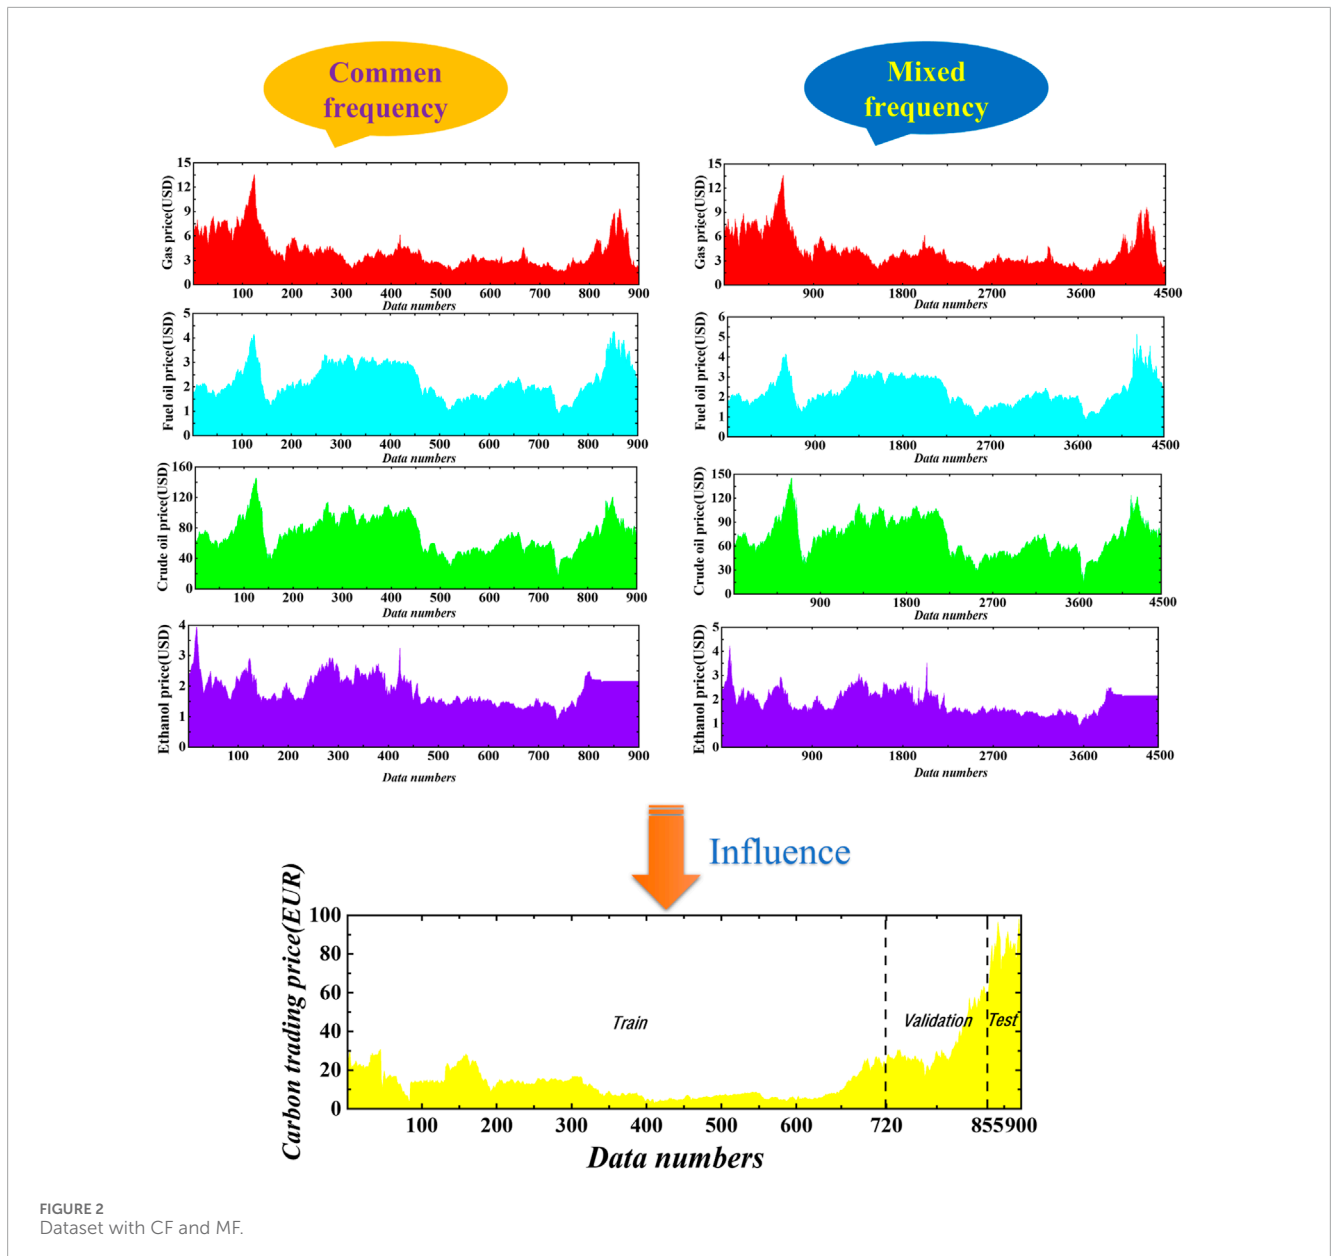 Commen
frequency
Mixed
frequency
Gas price(USD)
15
12
9
6
3
0
100 200 300 400 500 600 700 800 900
Data numbers
Gas price(USD)
15
12
9
6
3
0
900 1800 2700 3600 4500
Data numbers
Fuel oil price(USD)
5
4
3
2
1
0
100 200 300 400 500 600 700 800 900
Data numbers
Fuel oil price(USD)
6
5
4
3
2
1
0
900 1800 2700 3600 4500
Data numbers
Crude oil price(USD)
160
120
80
40
0
100 200 300 400 500 600 700 800 900
Data numbers
Crude oil price(USD)
150
120
90
60
30
0
900 1800 2700 3600 4500
Data numbers
Ethanol price(USD)
4
3
2
1
0
100 200 300 400 500 600 700 800 900
Data numbers
Ethanol price(USD)
5
4
3
2
1
0
900 1800 2700 3600 4500
Data numbers
Influence
Carbon trading price(EUR)
100
80
60
40
20
0
Train
Validation
Test
100 200 300 400 500 600 720 855 900
Data numbers
FIGURE 2
Dataset with CF and MF.